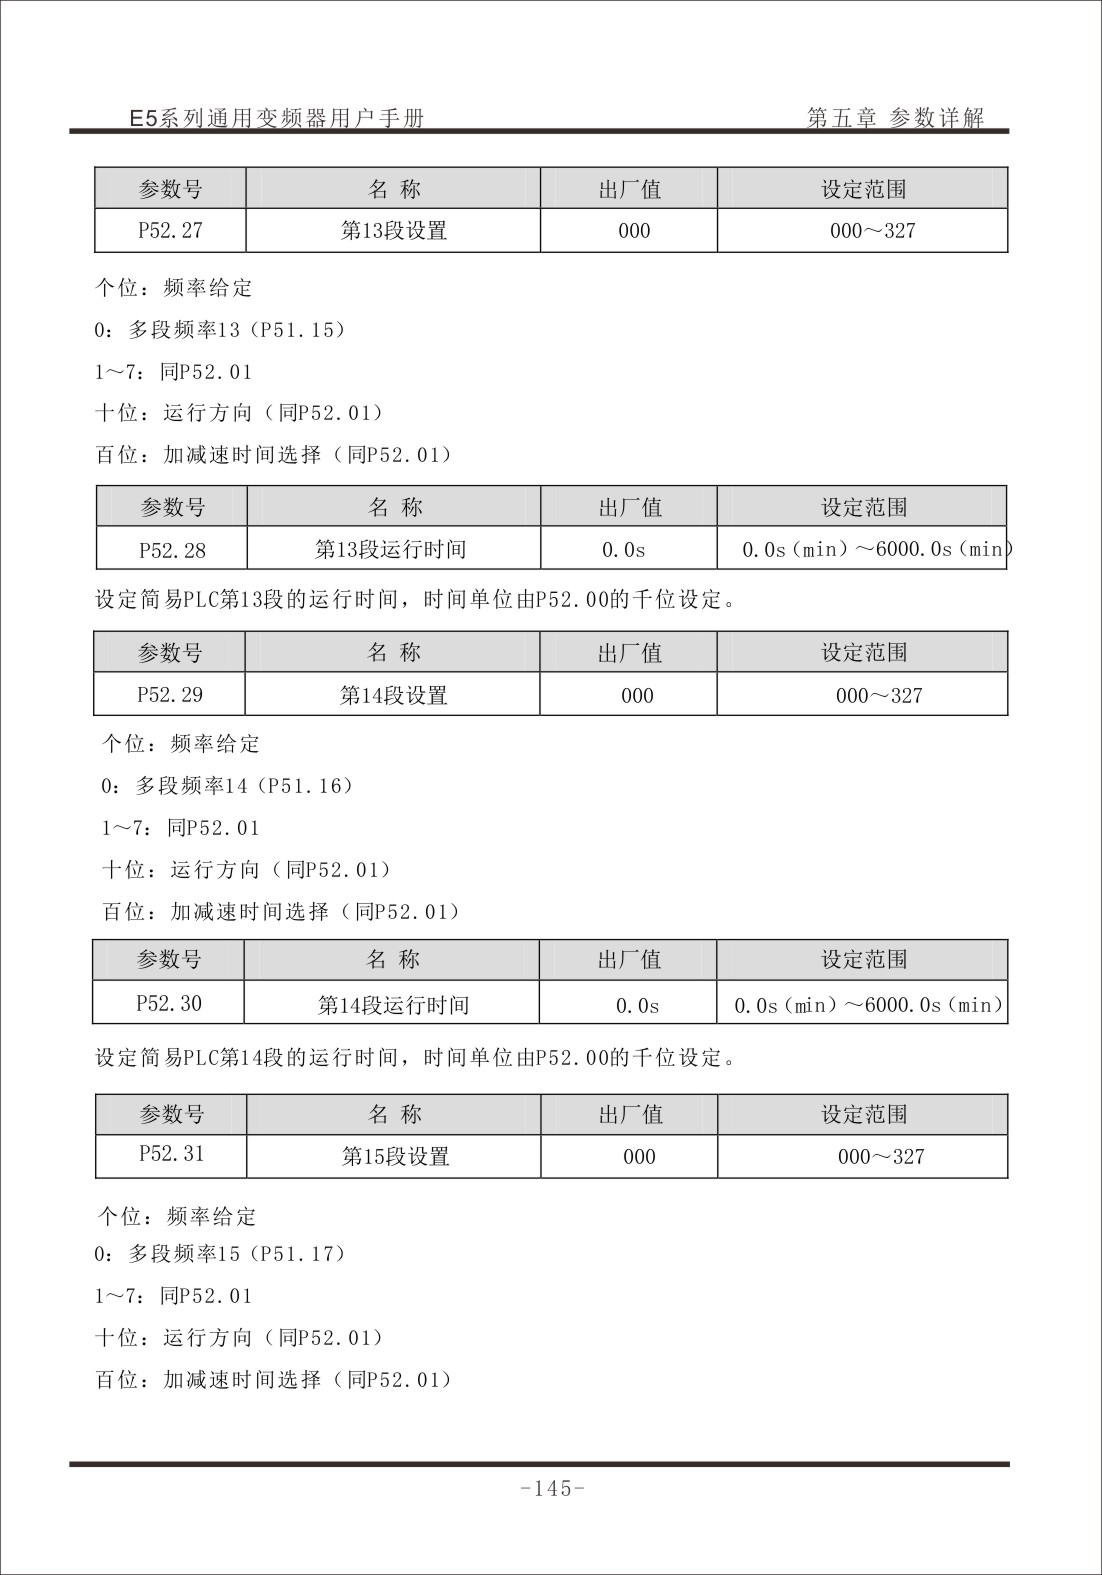 E5系列通用变频器用户手册 第五章 参数详解
参数号 名 称 出厂值 设定范围
P52.27 第13段设置 000 000～327
个位：频率给定
0：多段频率13（P51.15）
1～7：同P52.01
十位：运行方向（同P52.01）
百位：加减速时间选择（同P52.01）
参数号 名 称 出厂值 设定范围
P52.28 第13段运行时间 0.0s 0.0s（min）～6000.0s（min）
设定简易PLC第13段的运行时间，时间单位由P52.00的千位设定。
参数号 名 称 出厂值 设定范围
P52.29 第14段设置 000 000～327
个位：频率给定
0：多段频率14（P51.16）
1～7：同P52.01
十位：运行方向（同P52.01）
百位：加减速时间选择（同P52.01）
参数号 名 称 出厂值 设定范围
P52.30 第14段运行时间 0.0s 0.0s（min）～6000.0s（min）
设定简易PLC第14段的运行时间，时间单位由P52.00的千位设定。
参数号 名 称 出厂值 设定范围
P52.31 第15段设置 000 000～327
个位：频率给定
0：多段频率15（P51.17）
1～7：同P52.01
十位：运行方向（同P52.01）
百位：加减速时间选择（同P52.01）
-145-